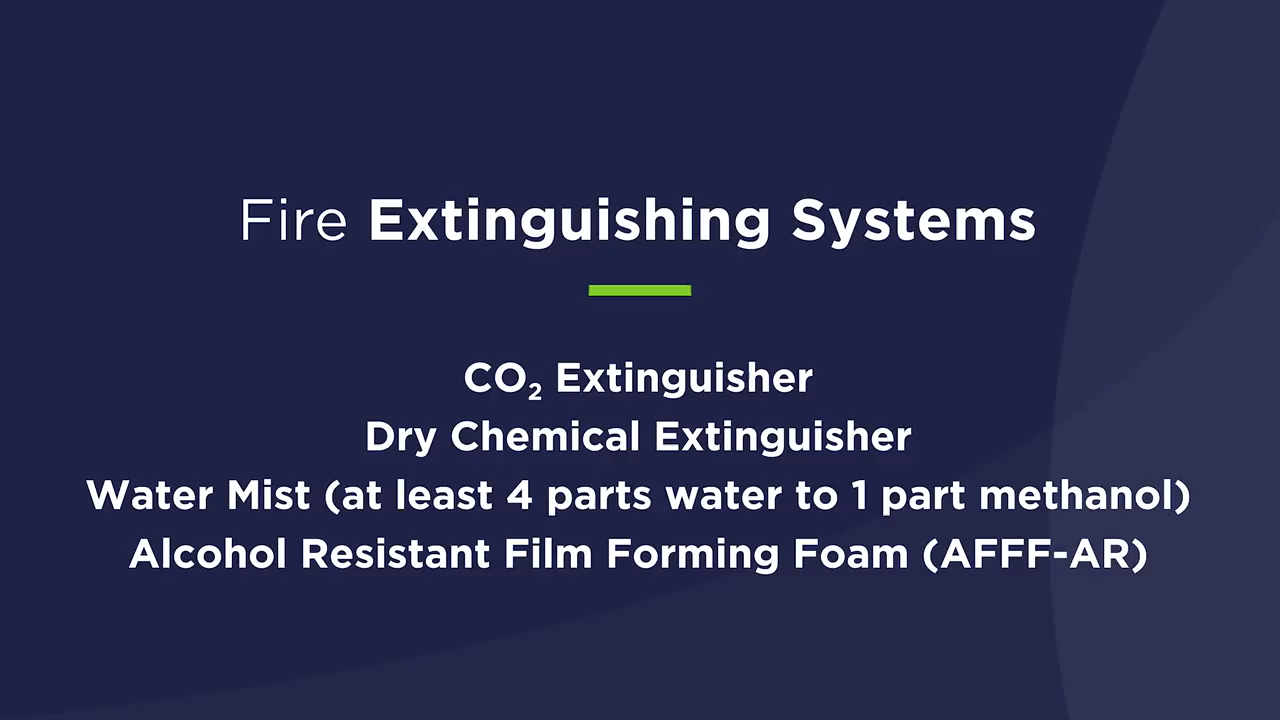 Fire Extinguishing Systems
CO₂ Extinguisher
Dry Chemical Extinguisher
Water Mist (at least 4 parts water to 1 part methanol)
Alcohol Resistant Film Forming Foam (AFFF-AR)